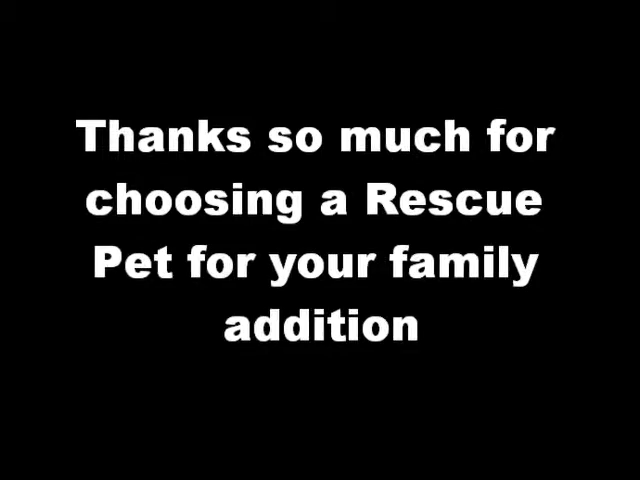 Thanks so much for
choosing a Rescue
Pet for your family
addition